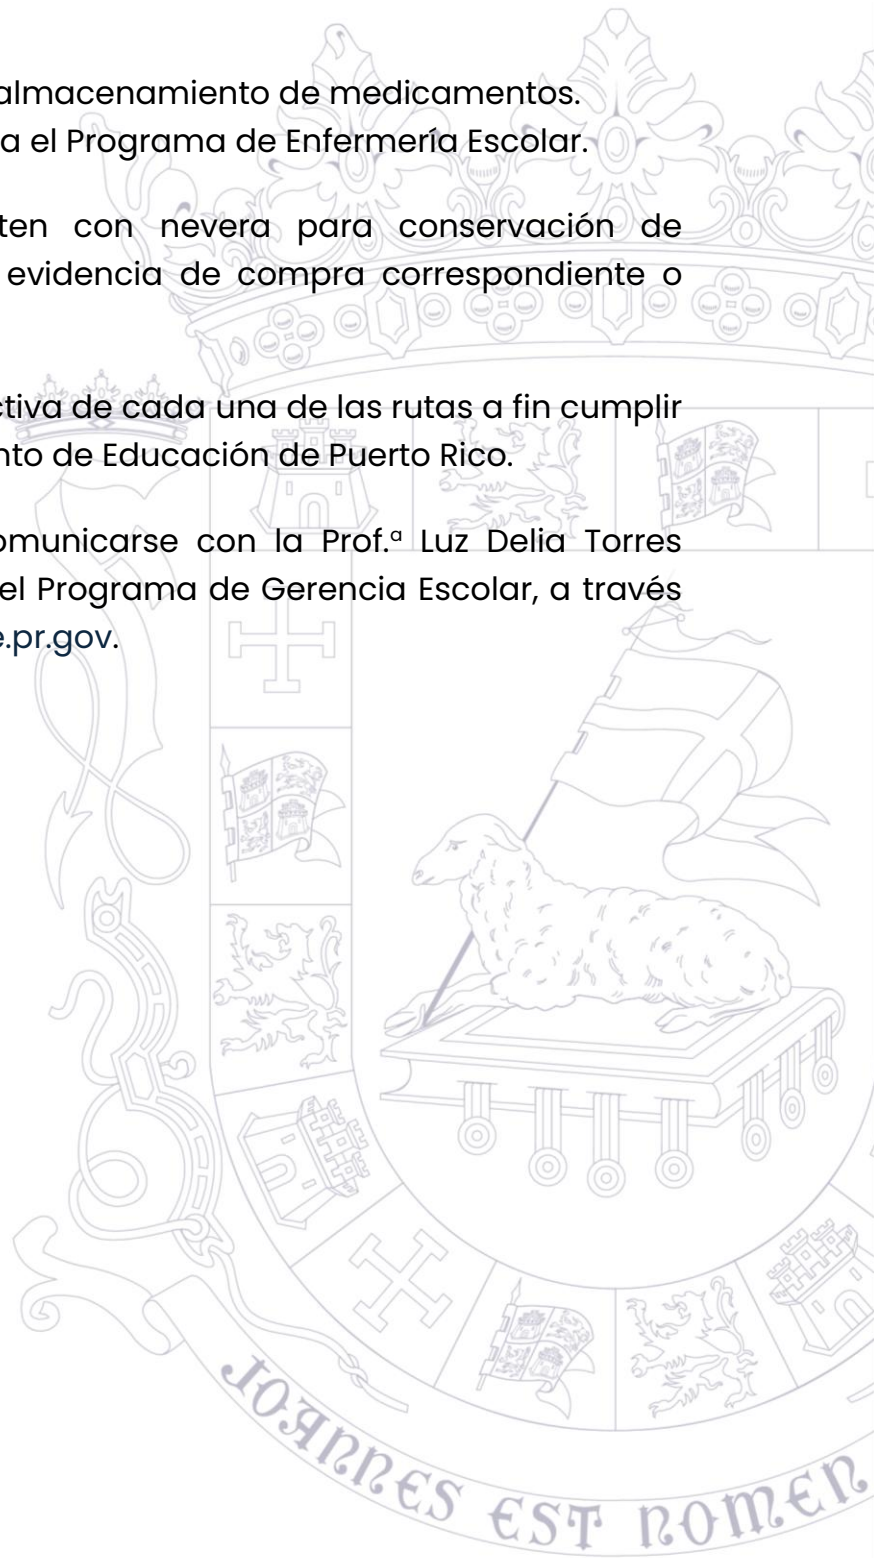 almacenamiento de medicamentos.
a el Programa de Enfermería Escolar.
ten con nevera para conservación de
evidencia de compra correspondiente o
ctiva de cada una de las rutas a fin cumplir
nto de Educación de Puerto Rico.
omunicarse con la Prof.ª Luz Delia Torres
el Programa de Gerencia Escolar, a través
e.pr.gov.
JOANNES EST NOMEN